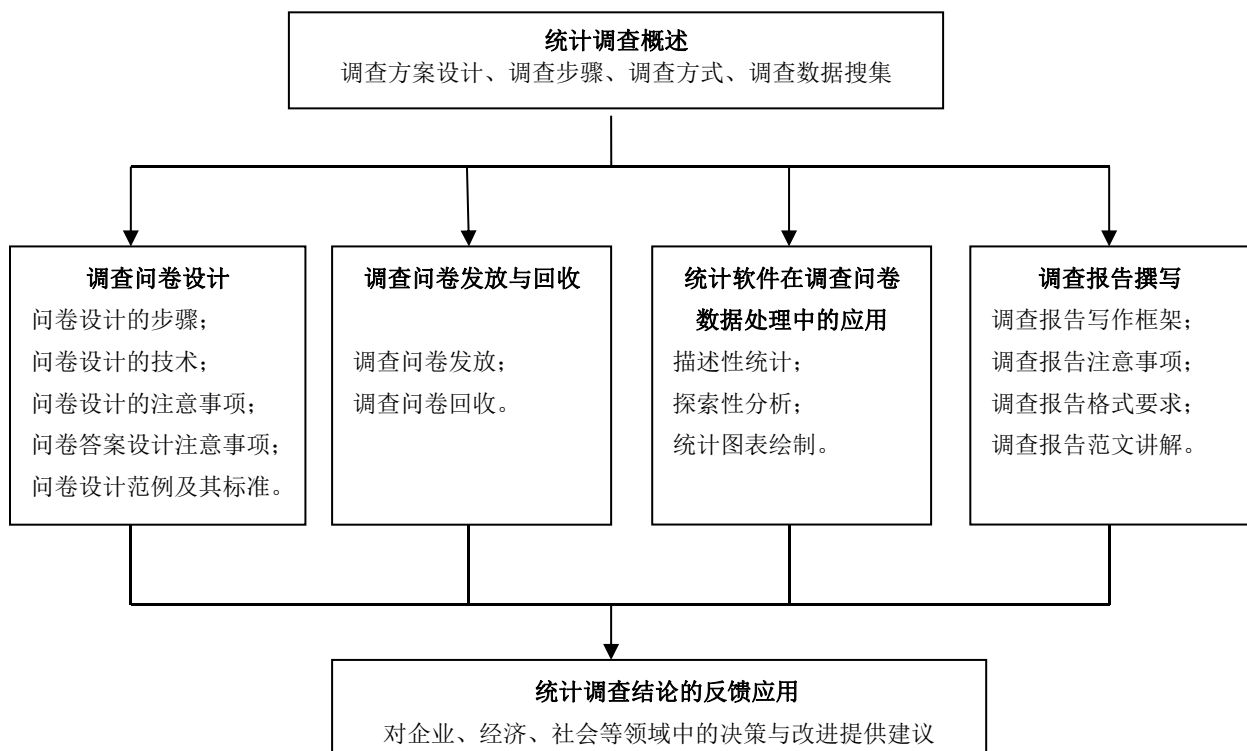 统计调查概述
调查方案设计、调查步骤、调查方式、调查数据搜集
调查问卷设计
问卷设计的步骤；
问卷设计的技术；
问卷设计的注意事项；
问卷答案设计注意事项；
问卷设计范例及其标准。
调查问卷发放与回收
调查问卷发放；
调查问卷回收。
统计软件在调查问卷
数据处理中的应用
描述性统计；
探索性分析；
统计图表绘制。
调查报告撰写
调查报告写作框架；
调查报告注意事项；
调查报告格式要求；
调查报告范文讲解。
统计调查结论的反馈应用
对企业、经济、社会等领域中的决策与改进提供建议